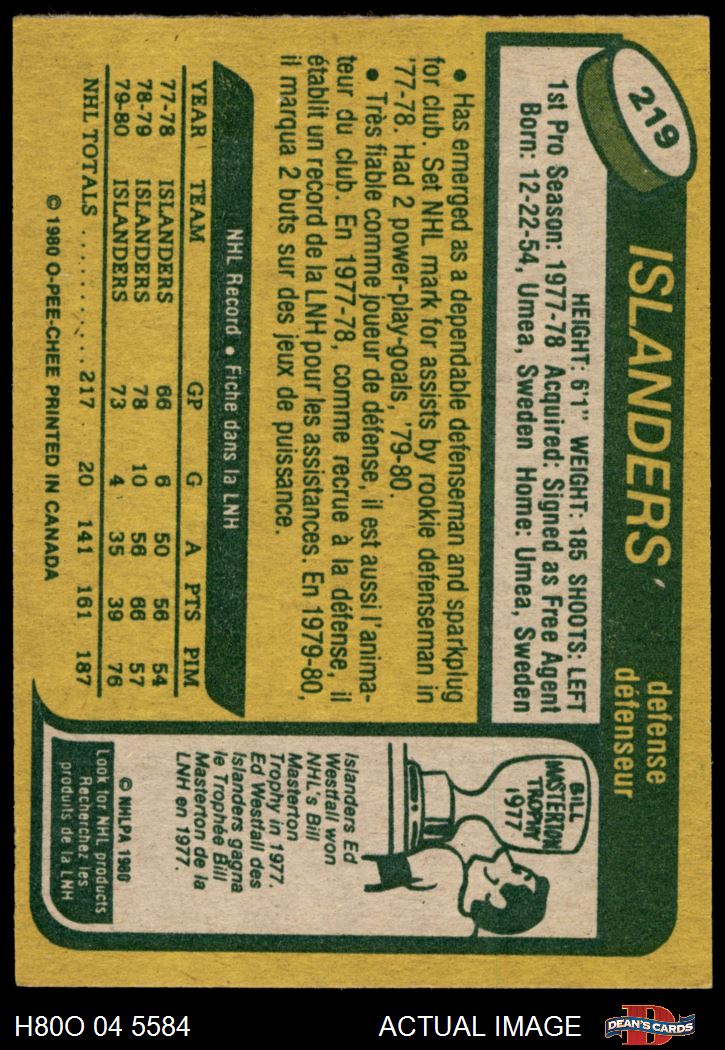 219
ISLANDERS'
defense
défenseur
HEIGHT: 6'1" WEIGHT: 185 SHOOTS: LEFT
1st Pro Season: 1977-78 Acquired: Signed as Free Agent
Born: 12-22-54, Umea, Sweden Home: Umea, Sweden
• Has emerged as a dependable defenseman and sparkplug
for club. Set NHL mark for assists by rookie defenseman in
'77-78. Had 2 power-play-goals, '79-80.
• Très fiable comme joueur de défense, il est aussi l'anima-
teur du club. En 1977-78, comme recrue à la défense, il
établit un record de la LNH pour les assistances. En 1979-80,
il marqua 2 buts sur des jeux de puissance.
NHL Record • Fiche dans la LNH
YEAR TEAM GP G A PTS PIM
77-78 ISLANDERS 66 6 50 56 54
78-79 ISLANDERS 78 10 56 66 57
79-80 ISLANDERS 73 4 35 39 76
NHL TOTALS .......... 217 20 141 161 187
© 1980 O-PEE-CHEE PRINTED IN CANADA
BILL
MASTERTON
TROPHY
1977
Islanders Ed
Westfall won
NHL's Bill
Masterton
Trophy in 1977.
Ed Westfall des
Islanders gagna
le Trophée Bill
Masterton de la
LNH en 1977.
© NHLPA 1980
Look for NHL products
Recherchez les
produits de la LNH
H80O 04 5584
ACTUAL IMAGE
D
DEAN'S CARDS